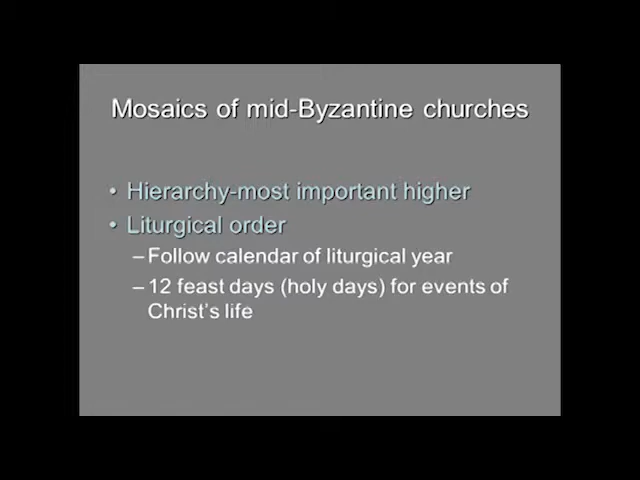 Mosaics of mid-Byzantine churches
• Hierarchy-most important higher
• Liturgical order
– Follow calendar of liturgical year
– 12 feast days (holy days) for events of
Christ's life